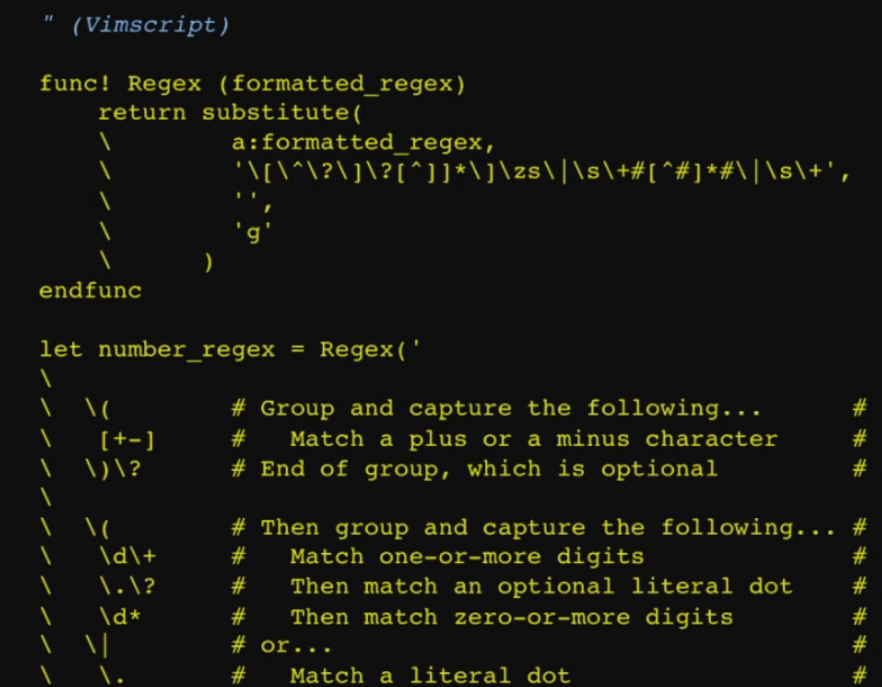 " (Vimscript)
func! Regex (formatted_regex)
    return substitute(
    \        a:formatted_regex,
    \        '\[\^\?\]\?[^]]*\]\zs\|\s\+#[^#]*#\|\s\+',
    \        '',
    \        'g'
    \      )
endfunc
let number_regex = Regex('
\
\  \(        # Group and capture the following...      #
\   [+-]     #   Match a plus or a minus character     #
\  \)\?      # End of group, which is optional         #
\
\  \(        # Then group and capture the following... #
\   \d\+     #   Match one-or-more digits              #
\   \.\?     #   Then match an optional literal dot    #
\   \d*      #   Then match zero-or-more digits        #
\  \|        # or...                                   #
\   \.       #   Match a literal dot                   #